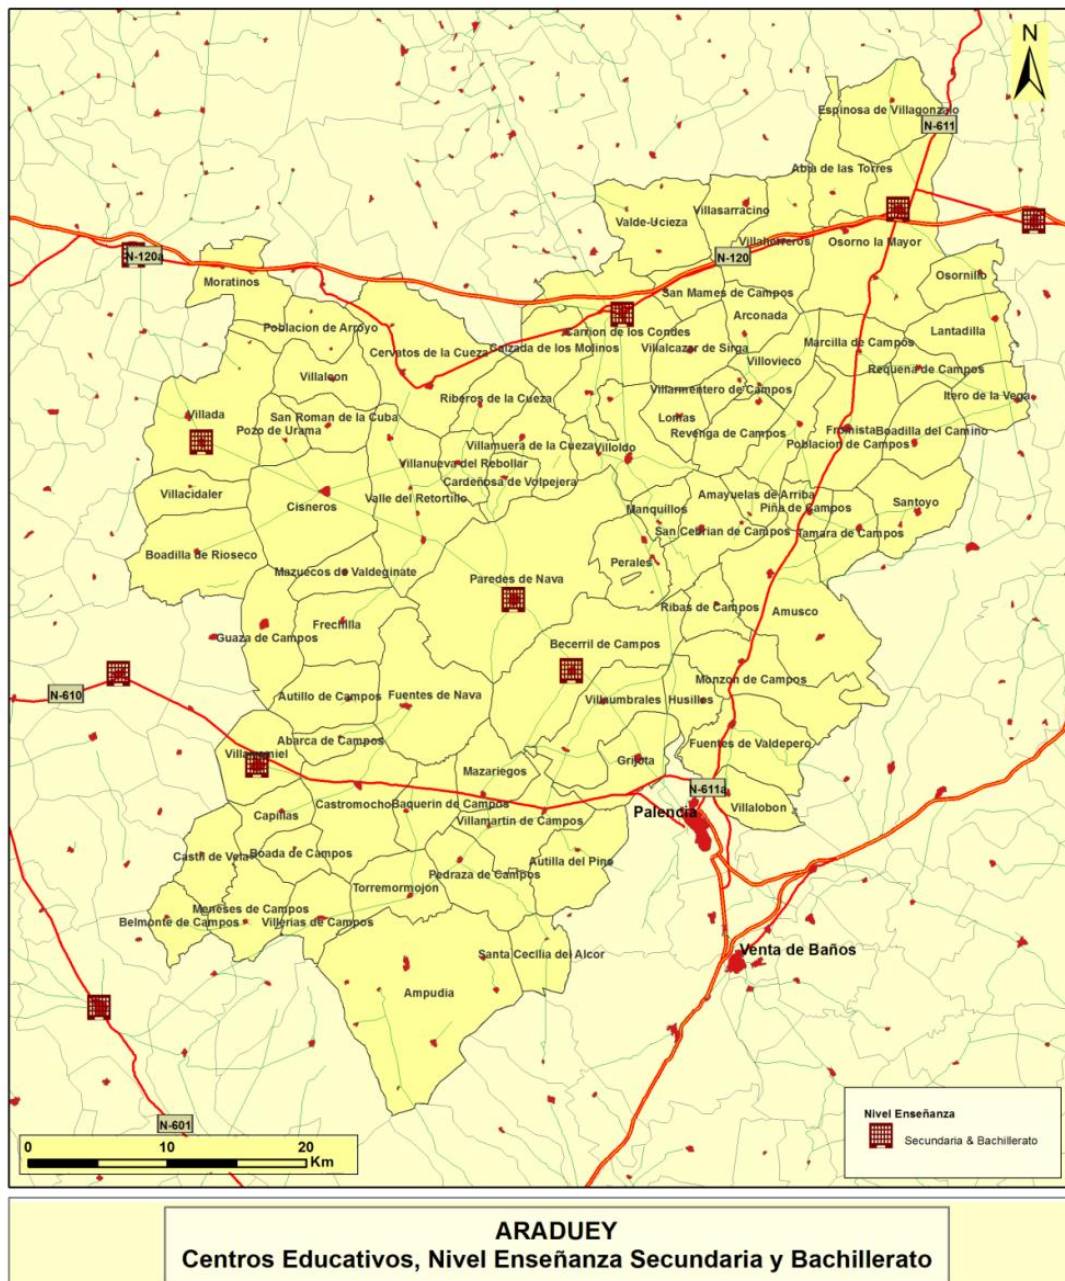 N
Espinosa de Villagonzalo
N-611
Abia de las Torres
Villasarracino
Valde-Ucieza
Villaherreros
Osorno la Mayor
N-120a
N-120
Moratinos
Osornillo
San Mames de Campos
Poblacion de Arroyo
Arconada
Lantadilla
Carrion de los Condes
Cervatos de la Cueza
Calzada de los Molinos
Villalcazar de Sirga
Marcilla de Campos
Villovieco
Requena de Campos
Villalcon
Villarmentero de Campos
Riberos de la Cueza
Itero de la Vega
Villada
San Roman de la Cuba
Lomas
Pozo de Urama
Revenga de Campos
Fromista
Boadilla del Camino
Villamuera de la Cueza
Villoldo
Poblacion de Campos
Villanueva del Rebollar
Cardeñosa de Volpejera
Villacidaler
Valle del Retortillo
Amayuelas de Arriba
Cisneros
Manquillos
Piña de Campos
Santoyo
San Cebrian de Campos
Tamara de Campos
Boadilla de Rioseco
Perales
Mazuecos de Valdeginate
Paredes de Nava
Ribas de Campos
Amusco
Frechilla
Guaza de Campos
Becerril de Campos
Monzon de Campos
N-610
Autillo de Campos
Fuentes de Nava
Villaumbrales
Husillos
Abarca de Campos
Fuentes de Valdepero
Villarramiel
Grijota
Mazariegos
N-611a
Castromocho
Baquerin de Campos
Villalobon
Capillas
Palencia
Villamartin de Campos
Castil de Vela
Boada de Campos
Autilla del Pino
Pedraza de Campos
Torremormojon
Meneses de Campos
Belmonte de Campos
Villerias de Campos
Venta de Baños
Santa Cecilia del Alcor
Ampudia
Nivel Enseñanza
N-601
Secundaria & Bachillerato
0 10 20
Km
ARADUEY
Centros Educativos, Nivel Enseñanza Secundaria y Bachillerato